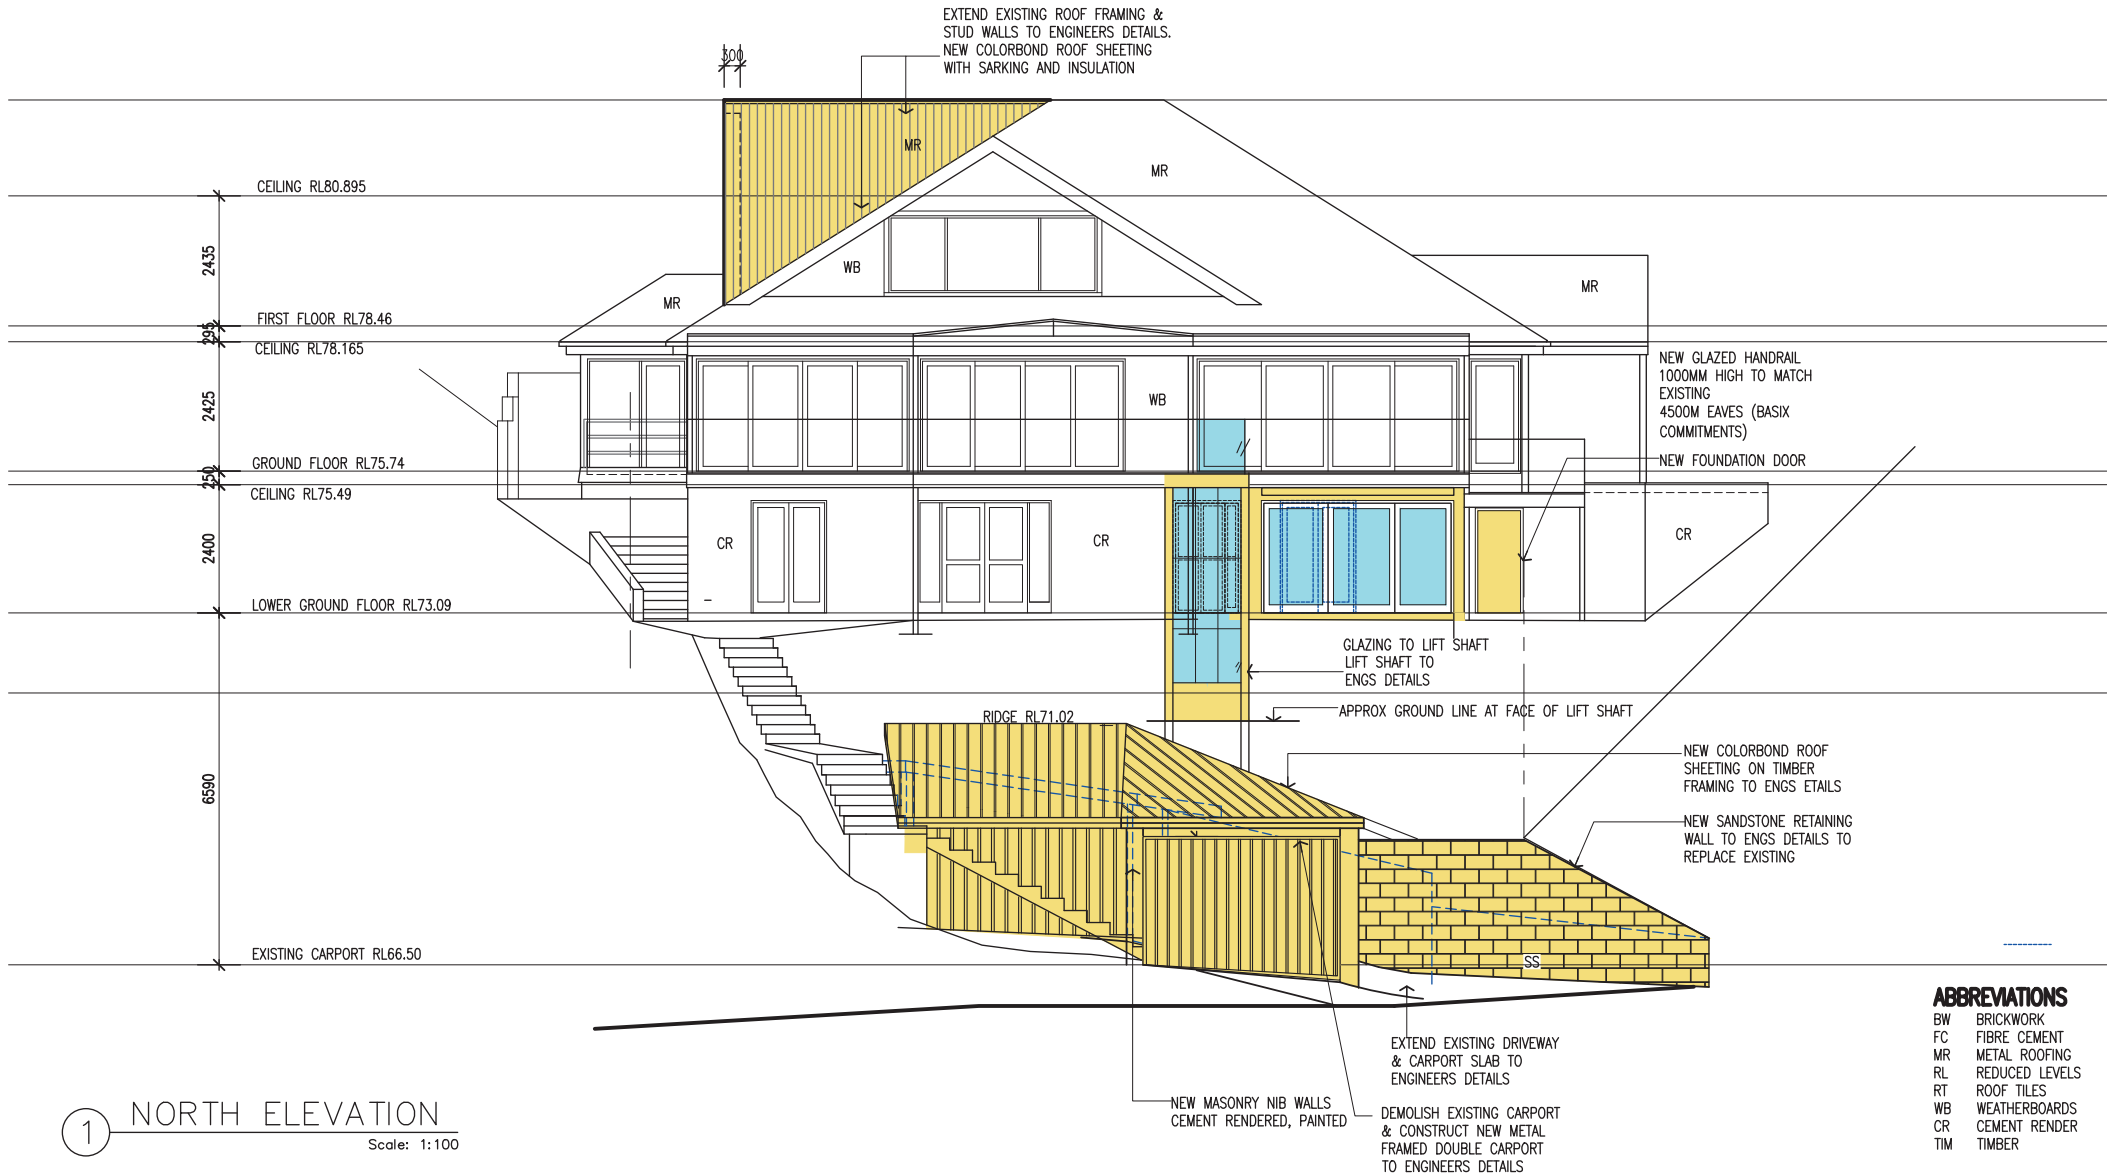 EXTEND EXISTING ROOF FRAMING &
STUD WALLS TO ENGINEERS DETAILS.
NEW COLORBOND ROOF SHEETING
WITH SARKING AND INSULATION
300
MR
MR
CEILING RL80.895
2435
WB
MR
MR
FIRST FLOOR RL78.46
295
CEILING RL78.165
NEW GLAZED HANDRAIL
1000MM HIGH TO MATCH
EXISTING
4500M EAVES (BASIX
COMMITMENTS)
2425
WB
NEW FOUNDATION DOOR
GROUND FLOOR RL75.74
250
CEILING RL75.49
2400
CR
CR
CR
LOWER GROUND FLOOR RL73.09
GLAZING TO LIFT SHAFT
LIFT SHAFT TO
ENGS DETAILS
RIDGE RL71.02
APPROX GROUND LINE AT FACE OF LIFT SHAFT
NEW COLORBOND ROOF
SHEETING ON TIMBER
FRAMING TO ENGS ETAILS
6590
NEW SANDSTONE RETAINING
WALL TO ENGS DETAILS TO
REPLACE EXISTING
EXISTING CARPORT RL66.50
SS
EXTEND EXISTING DRIVEWAY
& CARPORT SLAB TO
ENGINEERS DETAILS
NEW MASONRY NIB WALLS
CEMENT RENDERED, PAINTED
DEMOLISH EXISTING CARPORT
& CONSTRUCT NEW METAL
FRAMED DOUBLE CARPORT
TO ENGINEERS DETAILS
ABBREVIATIONS
BW BRICKWORK
FC FIBRE CEMENT
MR METAL ROOFING
RL REDUCED LEVELS
RT ROOF TILES
WB WEATHERBOARDS
CR CEMENT RENDER
TIM TIMBER
1 NORTH ELEVATION
Scale: 1:100